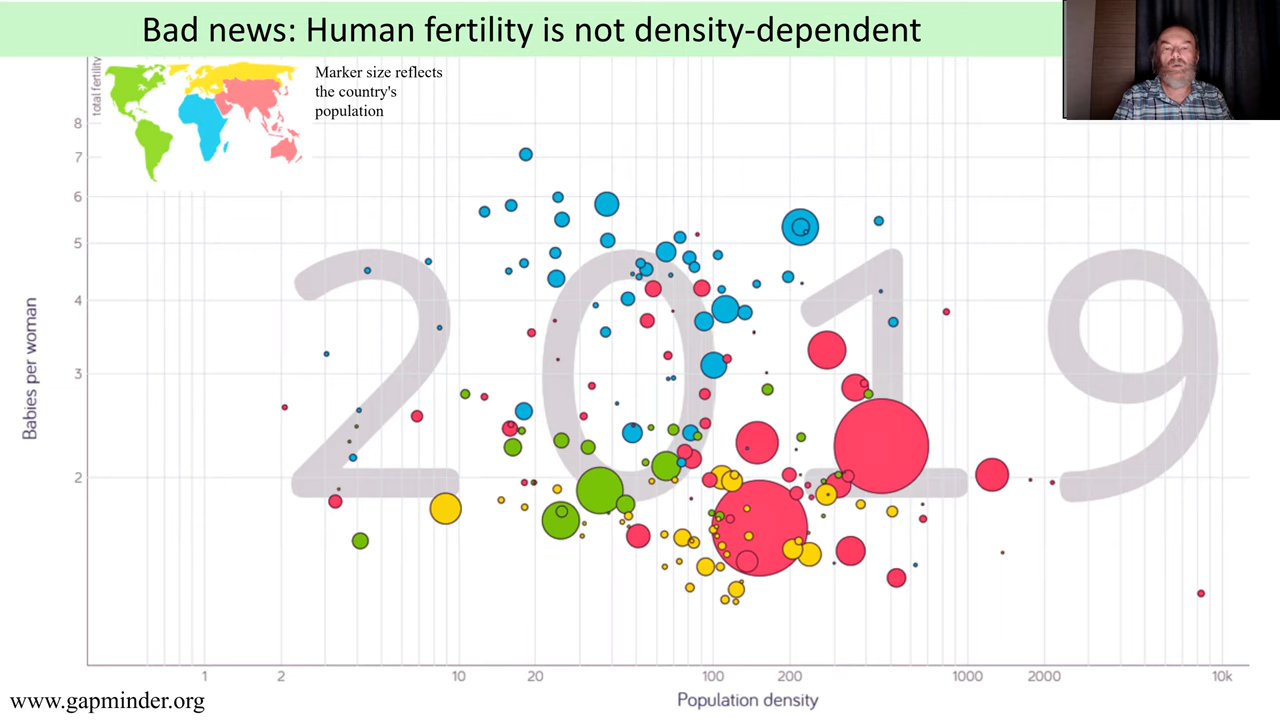 Bad news: Human fertility is not density-dependent
total fertility
Marker size reflects
the country's
population
8
7
6
5
4
3
2
Babies per woman
2019
1
2
10
20
100
200
1000
2000
10k
Population density
www.gapminder.org